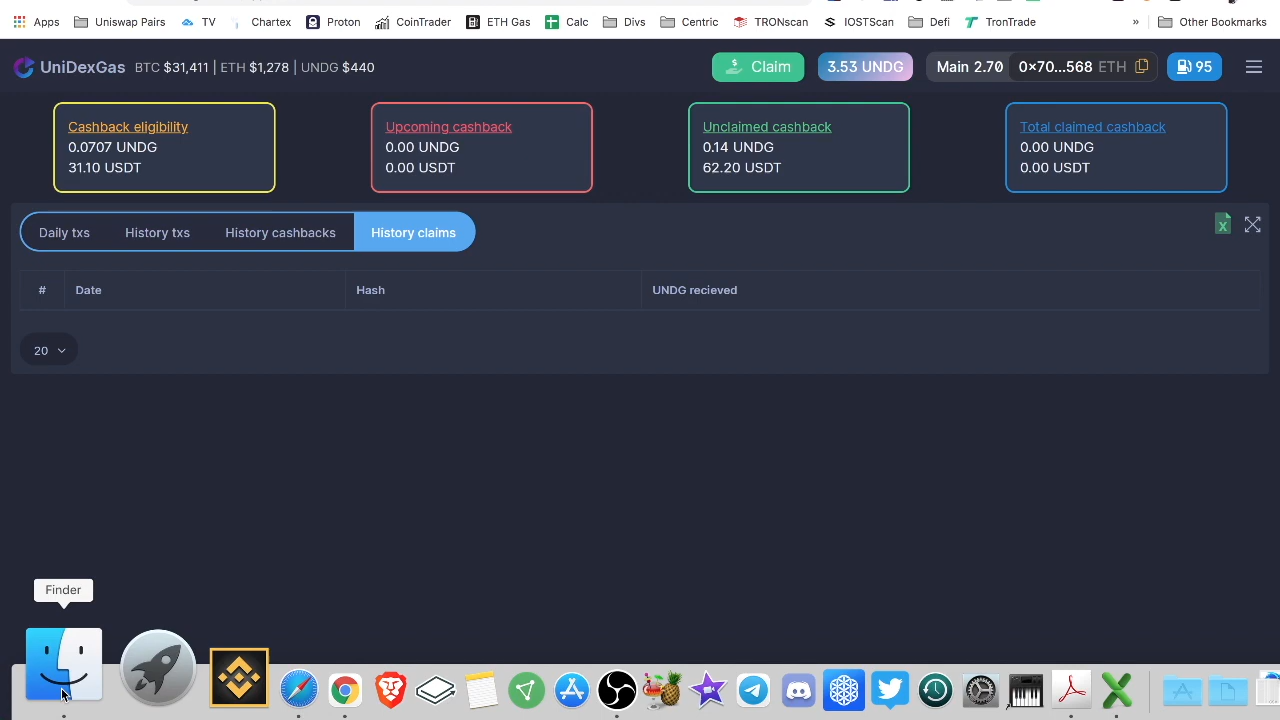 Apps Uniswap Pairs TV Chartex Proton CoinTrader ETH Gas Calc Divs Centric TRONscan IOSTScan Defi TronTrade » Other Bookmarks
UniDexGas BTC $31,411 | ETH $1,278 | UNDG $440 Claim 3.53 UNDG Main 2.70 0×70...568 ETH 95
Cashback eligibility
0.0707 UNDG
31.10 USDT
Upcoming cashback
0.00 UNDG
0.00 USDT
Unclaimed cashback
0.14 UNDG
62.20 USDT
Total claimed cashback
0.00 UNDG
0.00 USDT
Daily txs History txs History cashbacks History claims
# Date Hash UNDG recieved
20
Finder